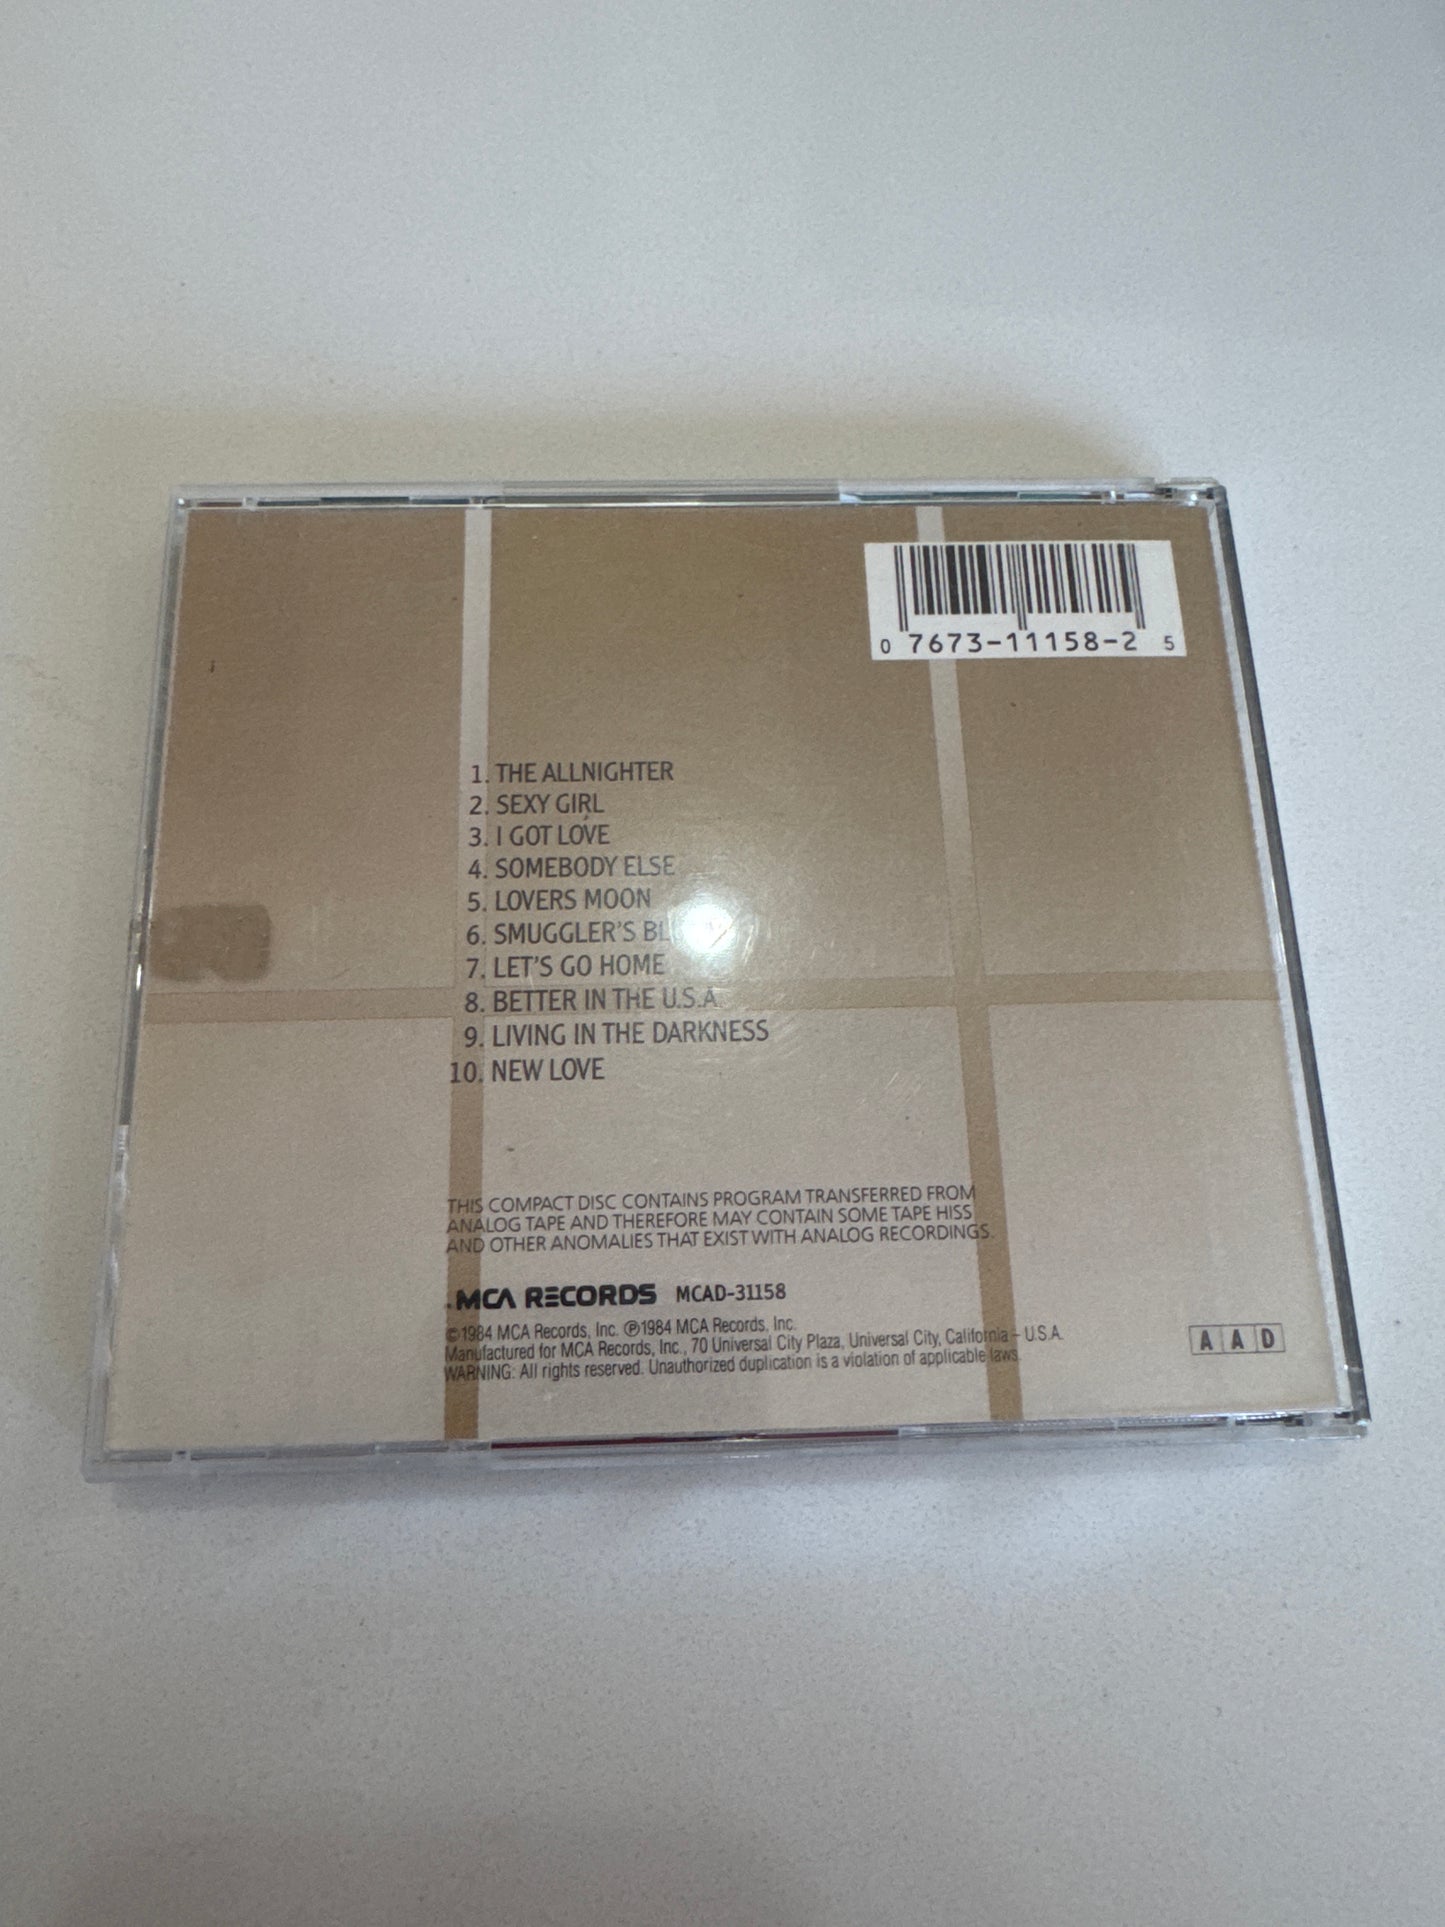 0 7673-11158-2 5
1. THE ALLNIGHTER
2. SEXY GIRL
3. I GOT LOVE
4. SOMEBODY ELSE
5. LOVERS MOON
6. SMUGGLER'S
7. LET'S GO HOME
8. BETTER IN THE U.S.A.
9. LIVING IN THE DARKNESS
10. NEW LOVE
THIS COMPACT DISC CONTAINS PROGRAM TRANSFERRED FROM
ANALOG TAPE AND THEREFORE MAY CONTAIN SOME TAPE HISS
AND OTHER ANOMALIES THAT EXIST WITH ANALOG RECORDINGS.
MCA RECORDS MCAD-31158
©1984 MCA Records, Inc. ℗1984 MCA Records, Inc.
Manufactured for MCA Records, Inc., 70 Universal City Plaza, Universal City, California – U.S.A.
WARNING: All rights reserved. Unauthorized duplication is a violation of applicable laws.
A A D